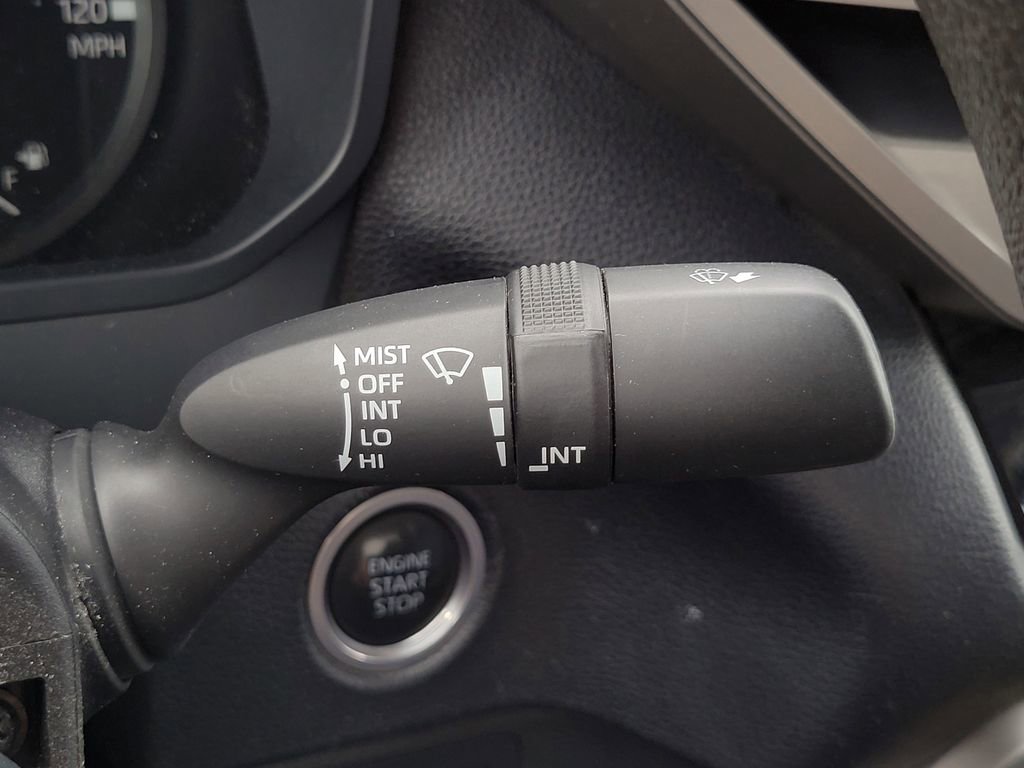 120
MPH
F
MIST
OFF
INT
LO
HI
INT
ENGINE
START
STOP